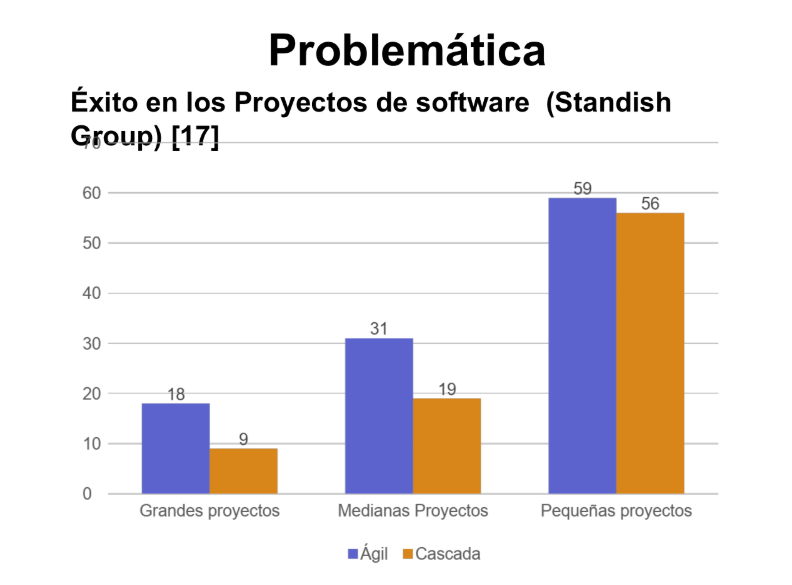 Problemática
Éxito en los Proyectos de software (Standish
Group) [17]
70
60
50
40
30
20
10
0
18
9
31
19
59
56
Grandes proyectos
Medianas Proyectos
Pequeñas proyectos
Ágil
Cascada